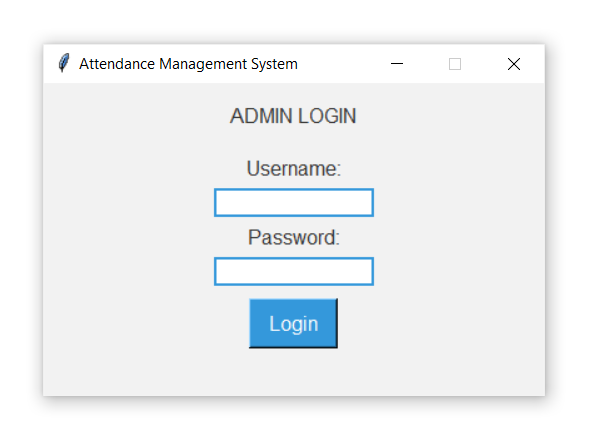 Attendance Management System
ADMIN LOGIN
Username:
Password:
Login